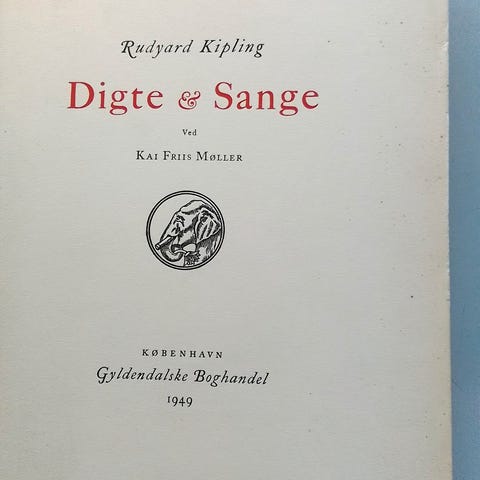 Rudyard Kipling
Digte & Sange
Ved
Kai Friis Møller
KØBENHAVN
Gyldendalske Boghandel
1949